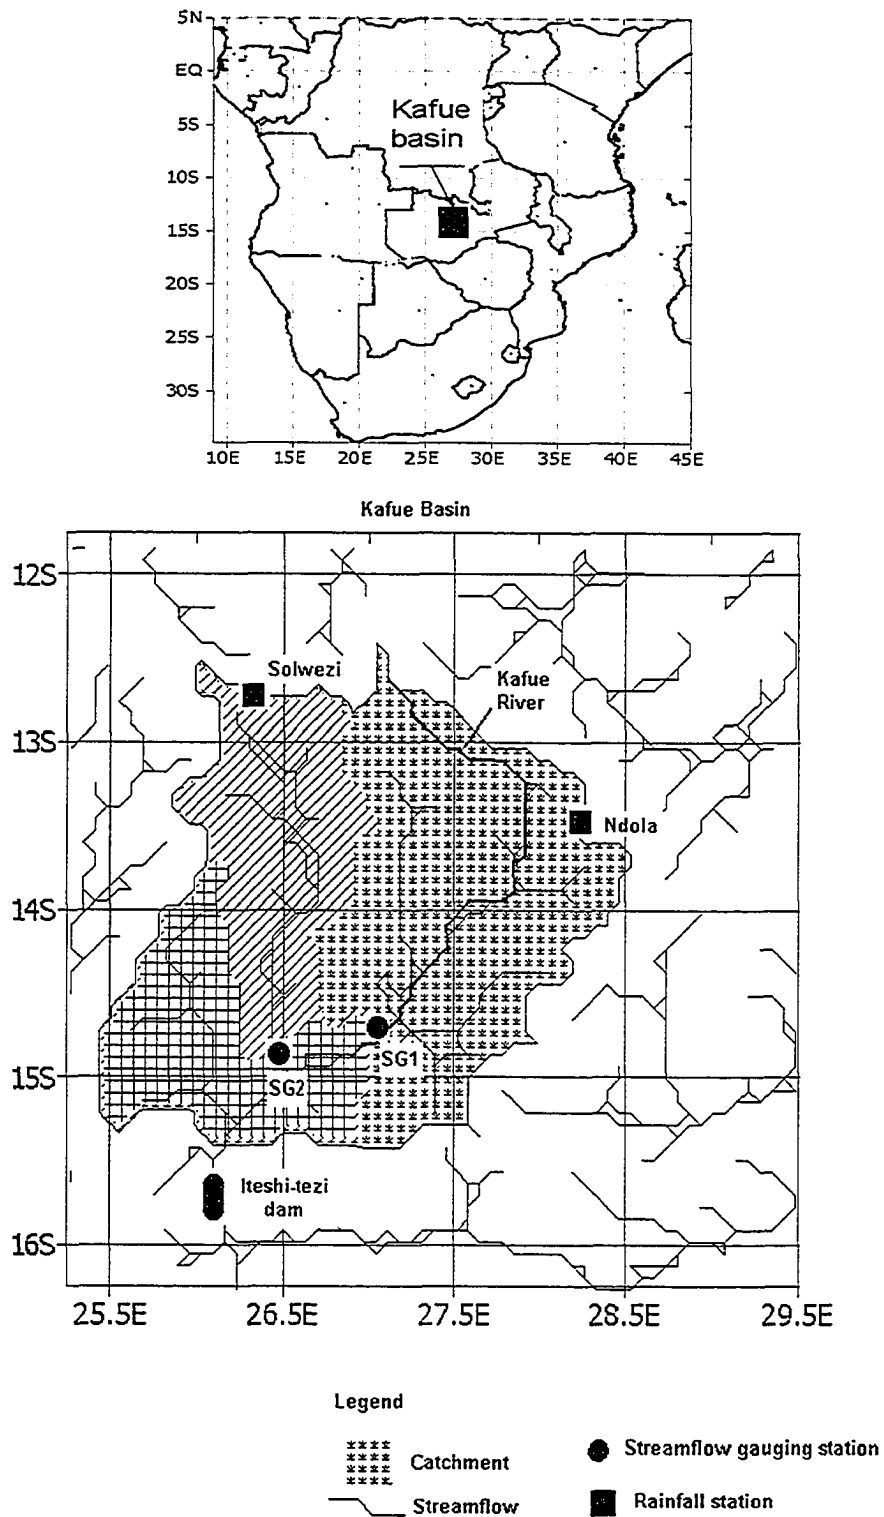 5N
EQ
5S
10S
15S
20S
25S
30S
10E 15E 20E 25E 30E 35E 40E 45E
Kafue
basin
Kafue Basin
12S
13S
14S
15S
16S
25.5E 26.5E 27.5E 28.5E 29.5E
Solwezi
Kafue
River
Ndola
SG1
SG2
Iteshi-tezi
dam
Legend
Catchment
Streamflow
Streamflow gauging station
Rainfall station